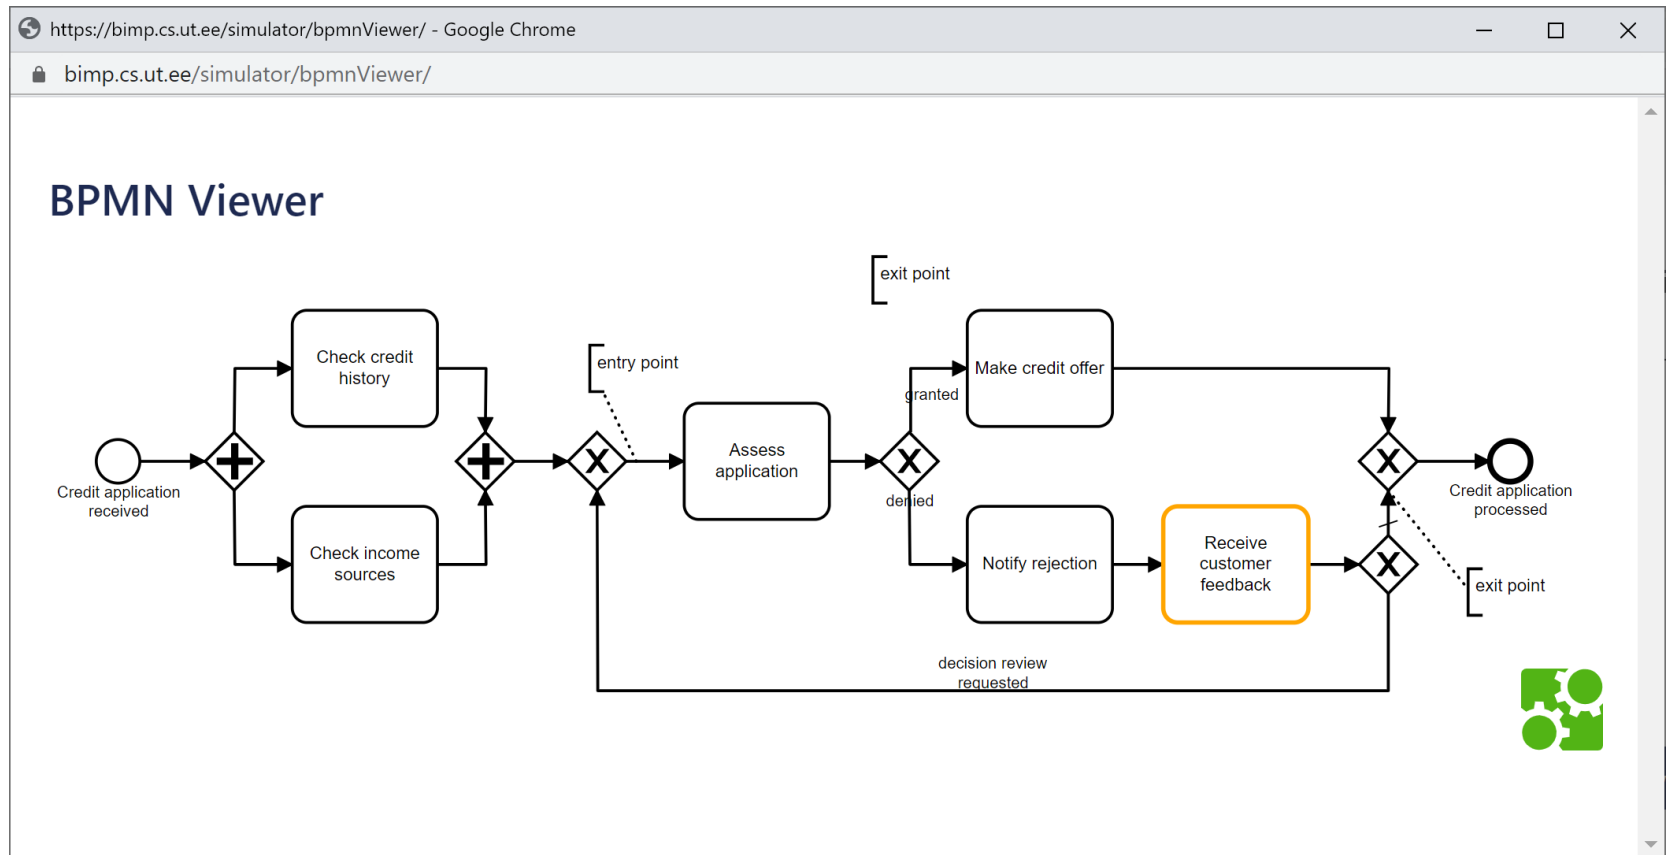 https://bimp.cs.ut.ee/simulator/bpmnViewer/ - Google Chrome
bimp.cs.ut.ee/simulator/bpmnViewer/
BPMN Viewer
exit point
Check credit
history
entry point
Make credit offer
granted
Assess
application
Credit application
received
denied
Credit application
processed
Check income
sources
Notify rejection
Receive
customer
feedback
exit point
decision review
requested